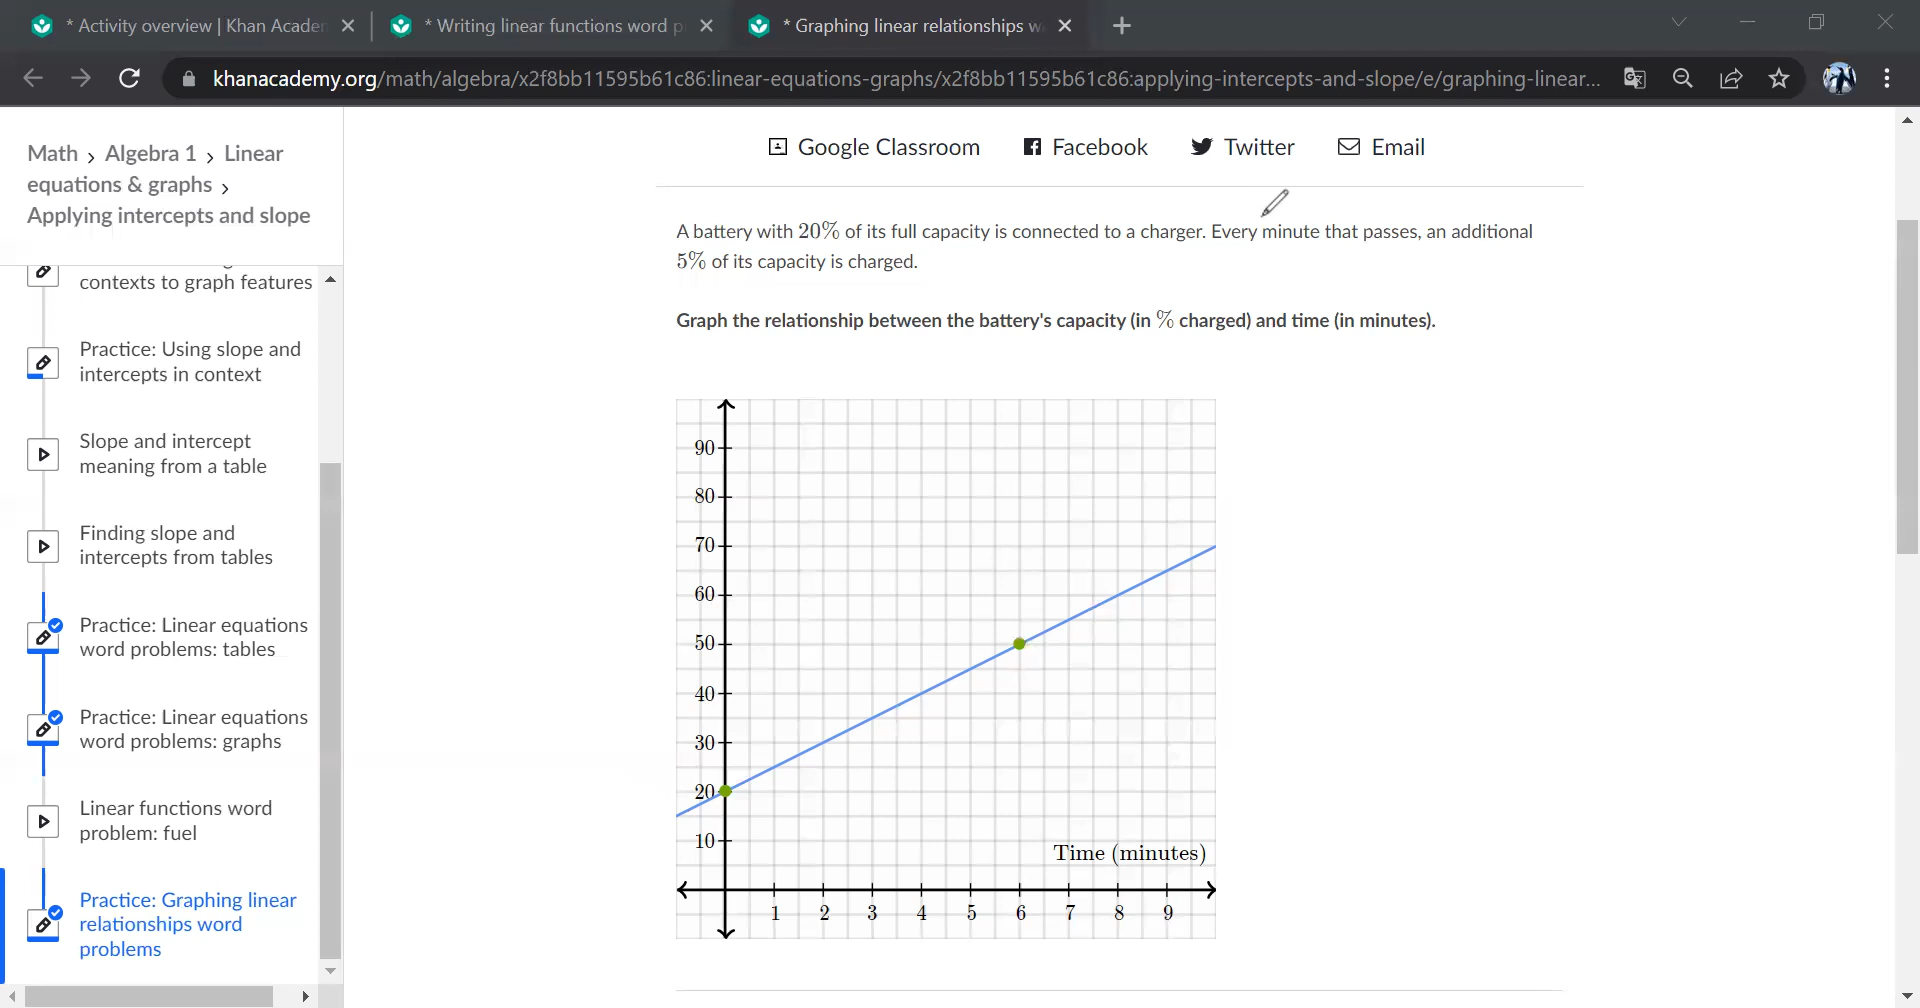 * Activity overview | Khan Academ
* Writing linear functions word p
* Graphing linear relationships w
khanacademy.org/math/algebra/x2f8bb11595b61c86:linear-equations-graphs/x2f8bb11595b61c86:applying-intercepts-and-slope/e/graphing-linear...
Math > Algebra 1 > Linear
equations & graphs >
Applying intercepts and slope
contexts to graph features
Practice: Using slope and
intercepts in context
Slope and intercept
meaning from a table
Finding slope and
intercepts from tables
Practice: Linear equations
word problems: tables
Practice: Linear equations
word problems: graphs
Linear functions word
problem: fuel
Practice: Graphing linear
relationships word
problems
Google Classroom Facebook Twitter Email
A battery with 20% of its full capacity is connected to a charger. Every minute that passes, an additional
5% of its capacity is charged.
Graph the relationship between the battery's capacity (in % charged) and time (in minutes).
90
80
70
60
50
40
30
20
10
Time (minutes)
1 2 3 4 5 6 7 8 9